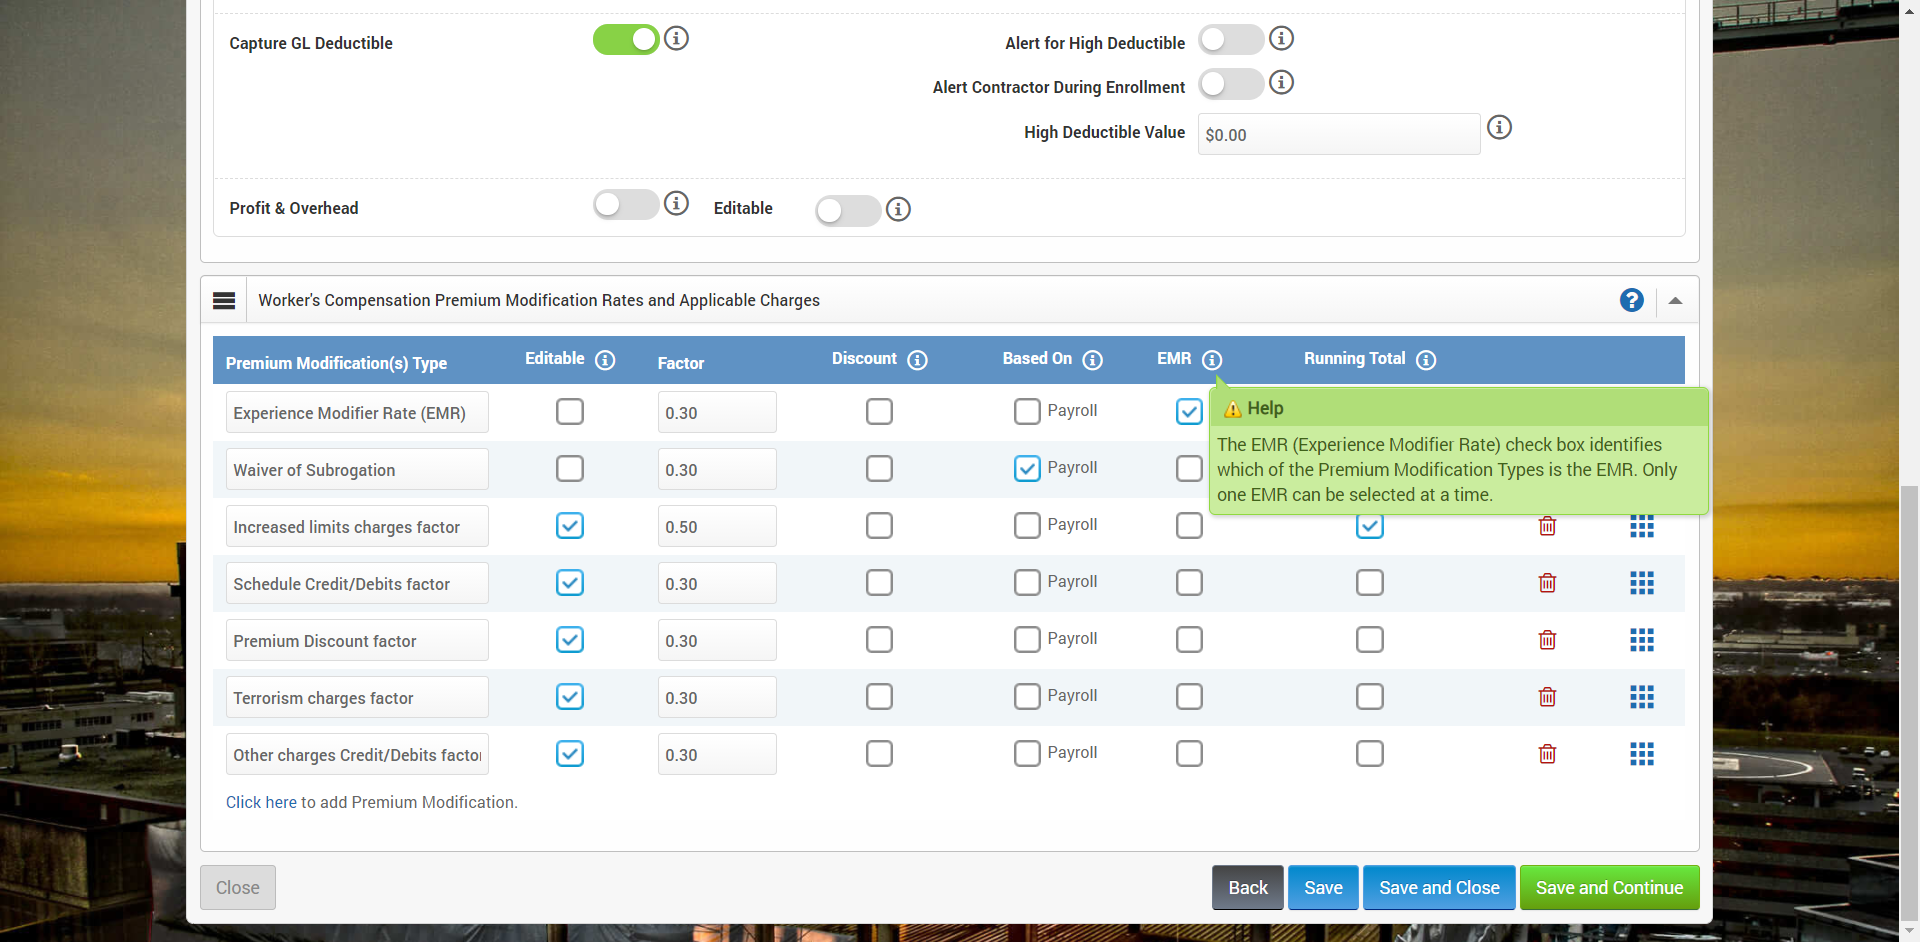 Capture GL Deductible
Alert for High Deductible
Alert Contractor During Enrollment
High Deductible Value $0.00
Profit & Overhead
Editable
Worker's Compensation Premium Modification Rates and Applicable Charges
Premium Modification(s) Type Editable Factor Discount Based On EMR Running Total
Experience Modifier Rate (EMR) 0.30 Payroll
Help
The EMR (Experience Modifier Rate) check box identifies
which of the Premium Modification Types is the EMR. Only
one EMR can be selected at a time.
Waiver of Subrogation 0.30 Payroll
Increased limits charges factor 0.50 Payroll
Schedule Credit/Debits factor 0.30 Payroll
Premium Discount factor 0.30 Payroll
Terrorism charges factor 0.30 Payroll
Other charges Credit/Debits factor 0.30 Payroll
Click here to add Premium Modification.
Close
Back
Save
Save and Close
Save and Continue